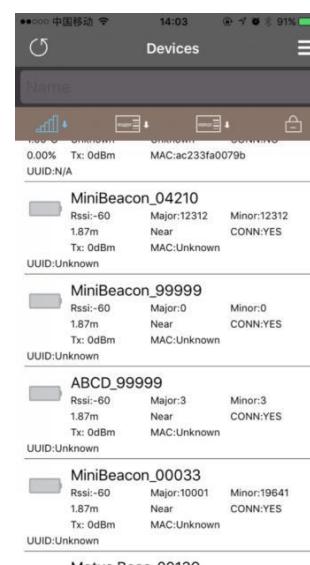 中国移动 14:03 91%
Devices
Name
major minor
0.00% Tx: 0dBm MAC:ac233fa0079b
UUID:N/A
MiniBeacon_04210
Rssi:-60 Major:12312 Minor:12312
1.87m Near CONN:YES
Tx: 0dBm MAC:Unknown
UUID:Unknown
MiniBeacon_99999
Rssi:-60 Major:0 Minor:0
1.87m Near CONN:YES
Tx: 0dBm MAC:Unknown
UUID:Unknown
ABCD_99999
Rssi:-60 Major:3 Minor:3
1.87m Near CONN:YES
Tx: 0dBm MAC:Unknown
UUID:Unknown
MiniBeacon_00033
Rssi:-60 Major:10001 Minor:19641
1.87m Near CONN:YES
Tx: 0dBm MAC:Unknown
UUID:Unknown